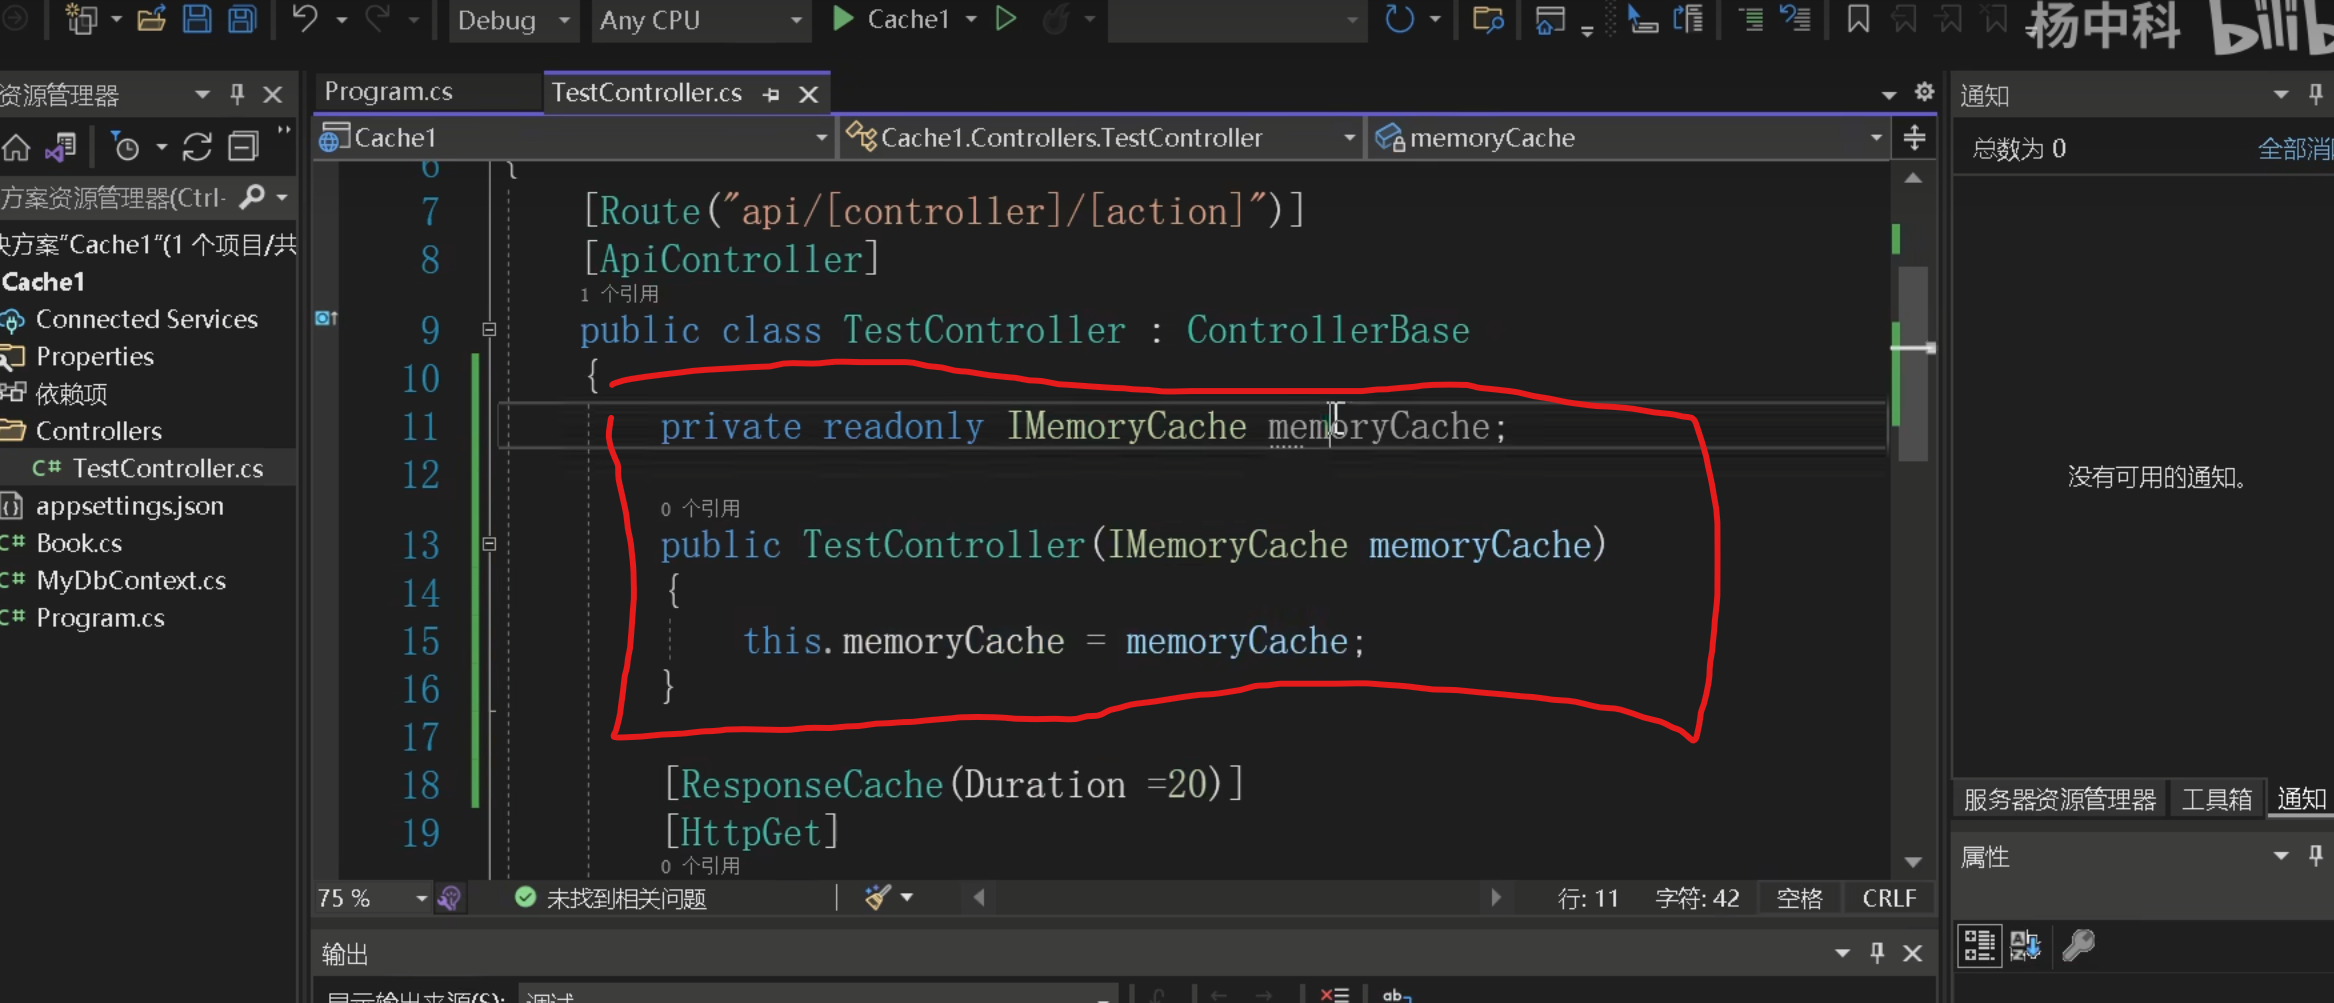 Debug Any CPU Cache1 杨中科 bilib
资源管理器
方案资源管理器(Ctrl-
决方案"Cache1"(1 个项目/共
Cache1
Connected Services
Properties
依赖项
Controllers
C# TestController.cs
appsettings.json
C# Book.cs
C# MyDbContext.cs
C# Program.cs
Program.cs TestController.cs
Cache1 Cache1.Controllers.TestController memoryCache
6 {
7 [Route("api/[controller]/[action]")]
8 [ApiController]
1 个引用
9 public class TestController : ControllerBase
10 {
11 private readonly IMemoryCache memoryCache;
12
0 个引用
13 public TestController(IMemoryCache memoryCache)
14 {
15 this.memoryCache = memoryCache;
16 }
17
18 [ResponseCache(Duration =20)]
19 [HttpGet]
0 个引用
75 % 未找到相关问题 行: 11 字符: 42 空格 CRLF
输出
显示输出来源(S): 调试
通知
总数为 0 全部消除
没有可用的通知。
服务器资源管理器 工具箱 通知
属性